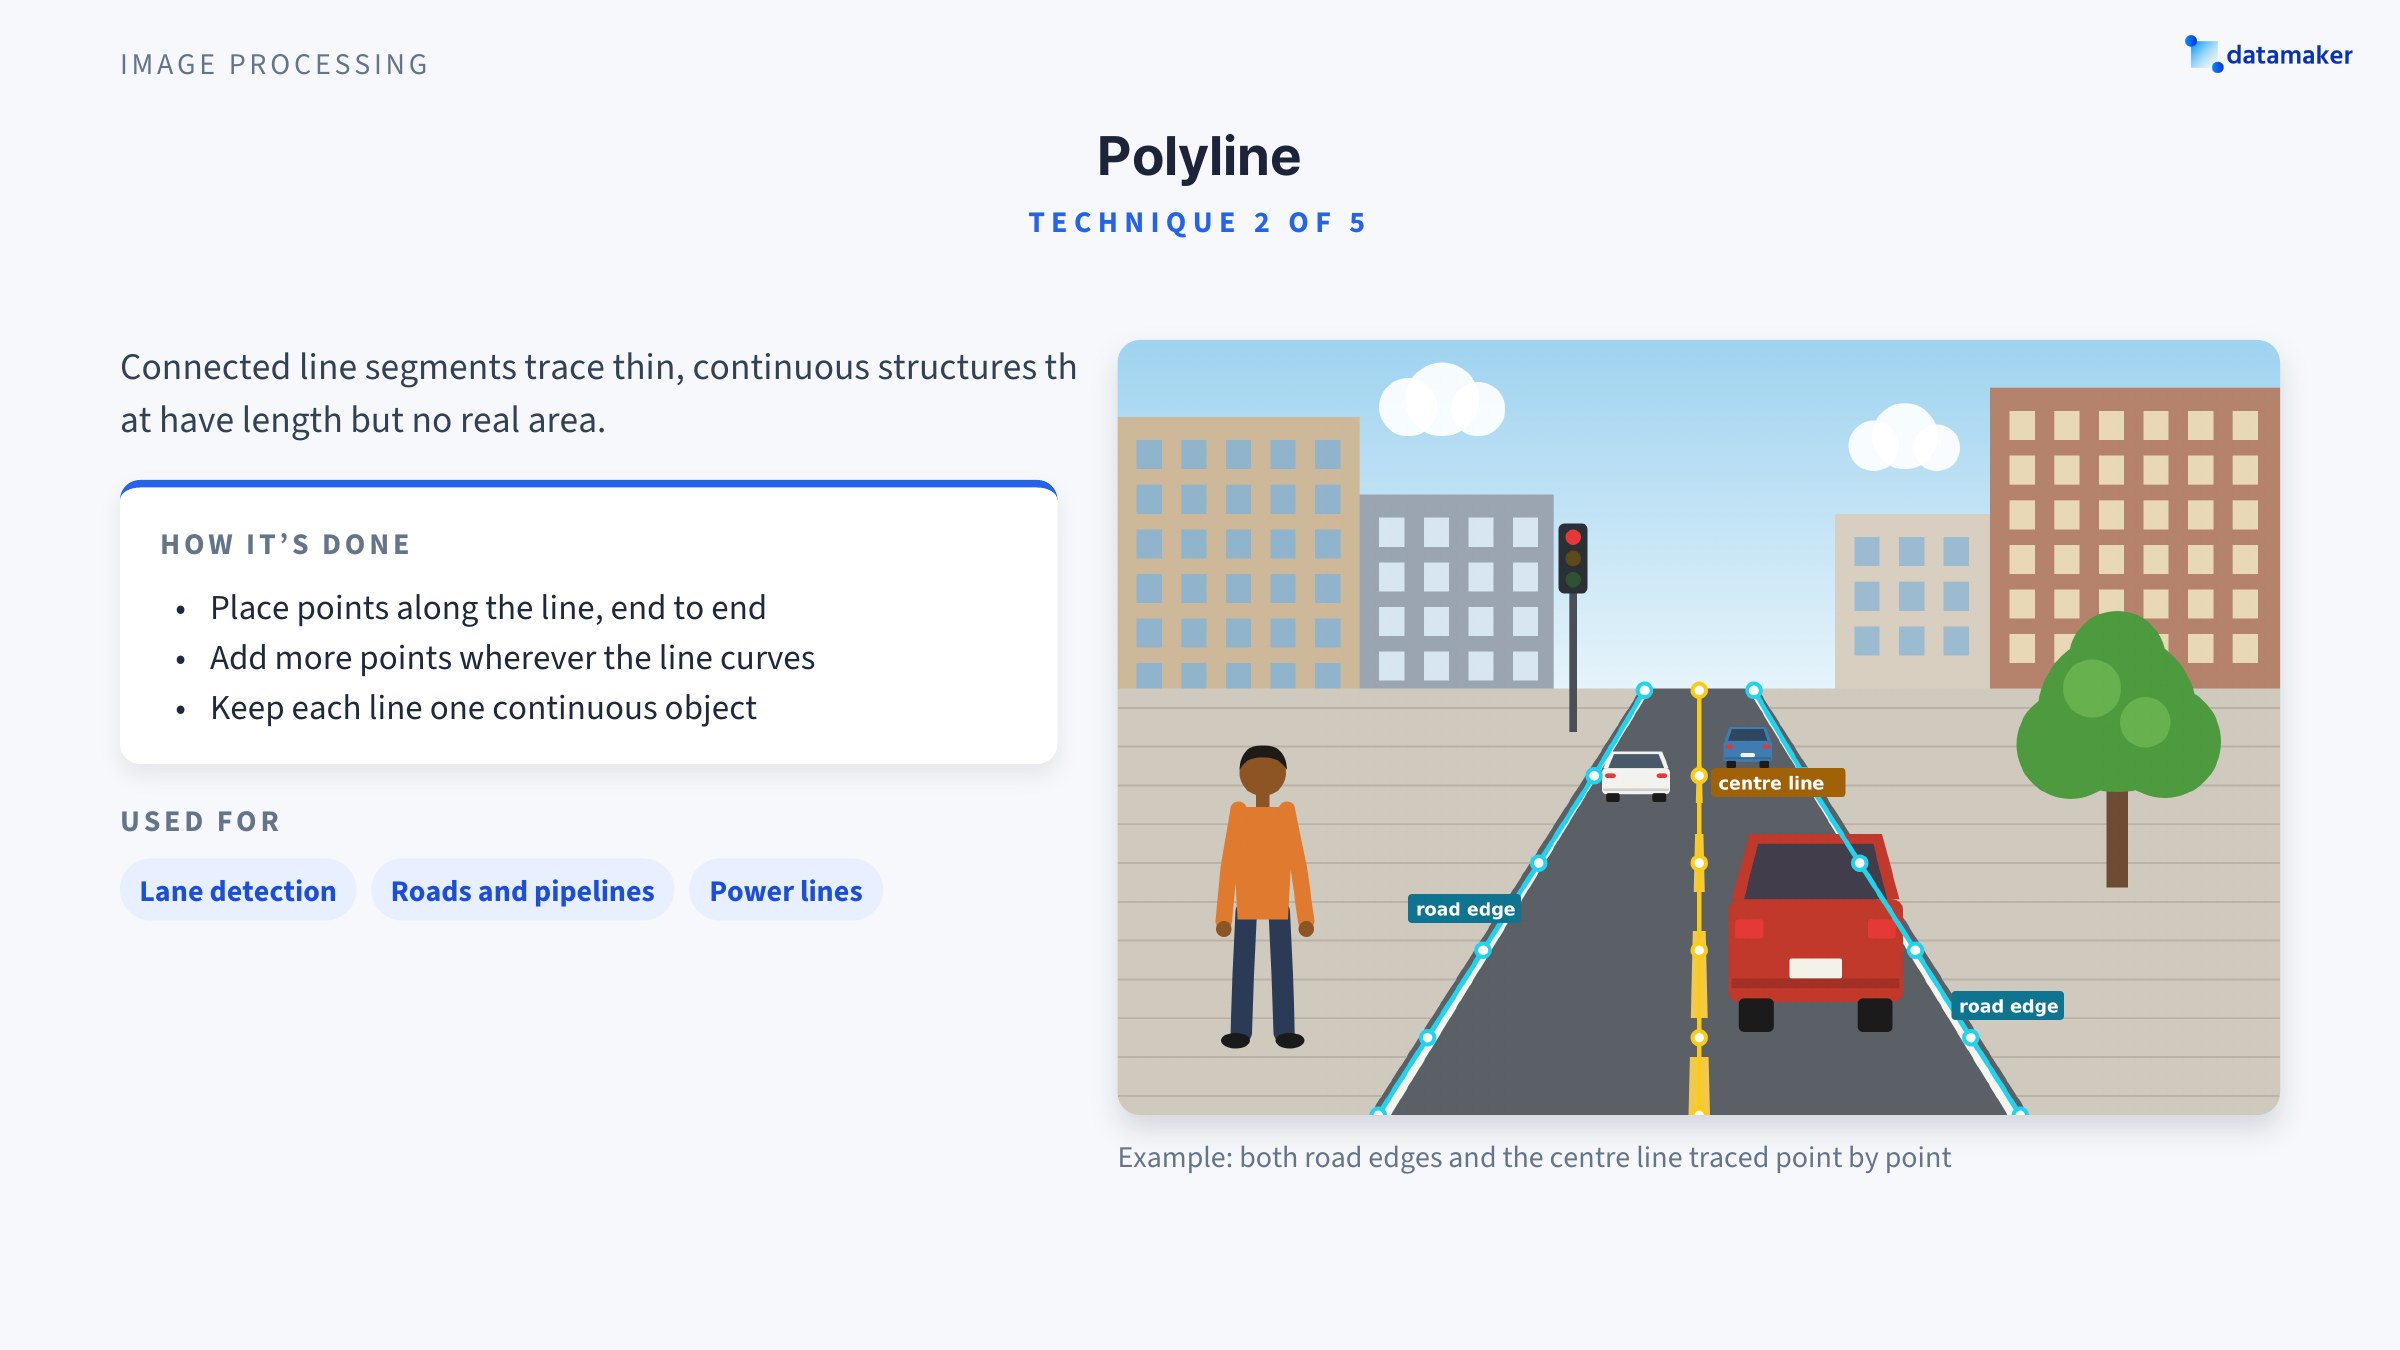 IMAGE PROCESSING
datamaker
Polyline
TECHNIQUE 2 OF 5
Connected line segments trace thin, continuous structures th
at have length but no real area.
HOW IT’S DONE
• Place points along the line, end to end
• Add more points wherever the line curves
• Keep each line one continuous object
USED FOR
Lane detection Roads and pipelines Power lines
centre line
road edge
road edge
Example: both road edges and the centre line traced point by point